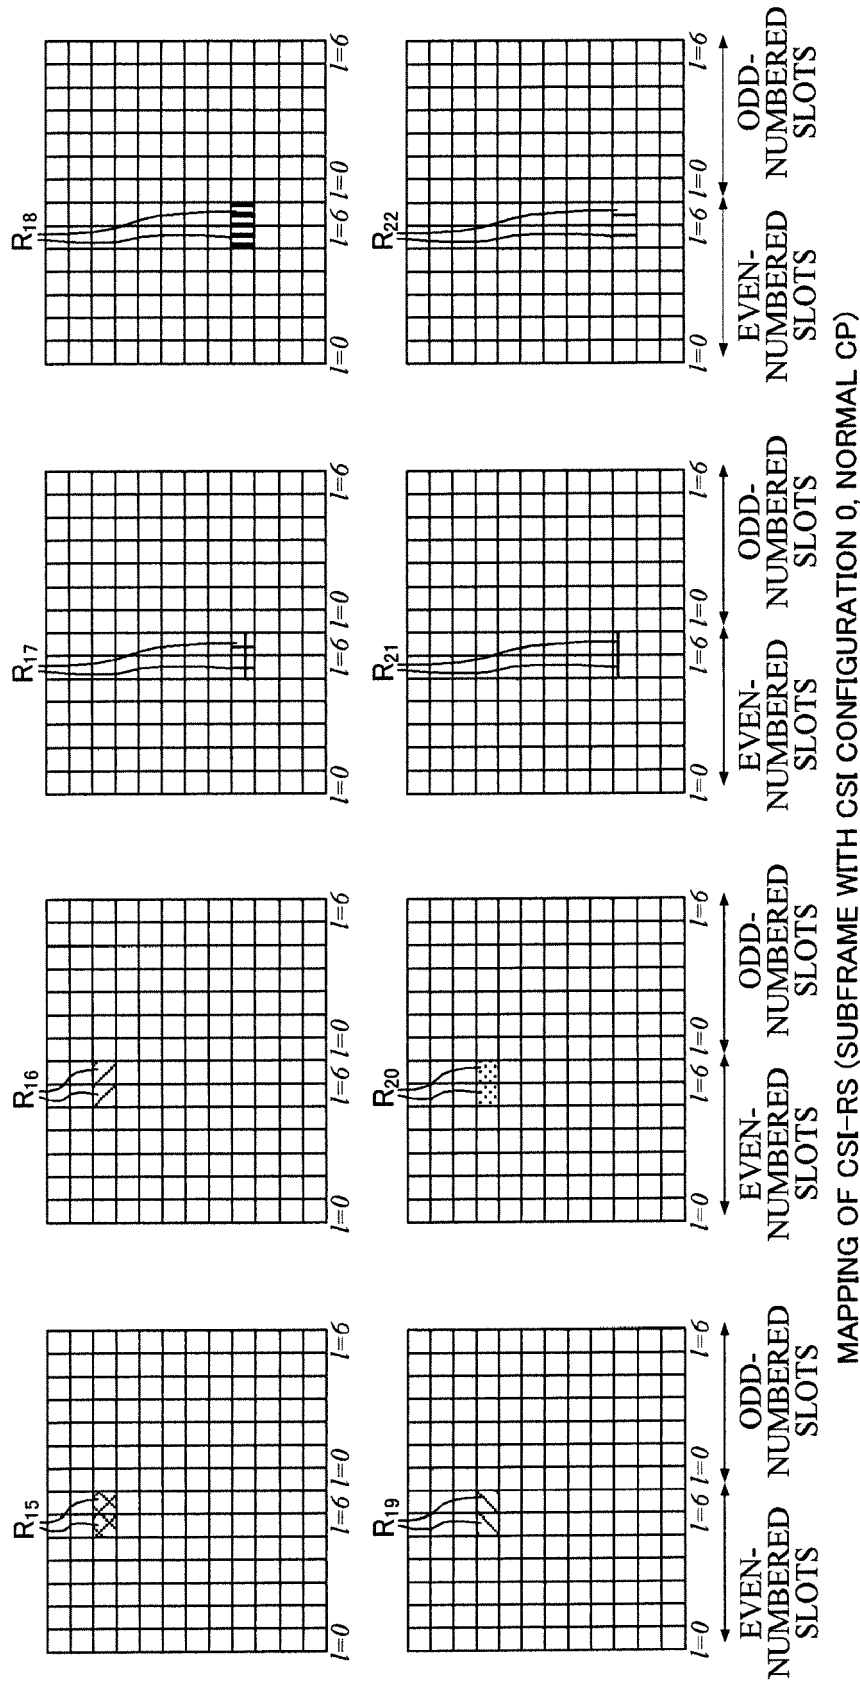 R15
R16
R17
R18
l=0
l=6
l=0
l=6
l=0
l=6
l=0
l=6
l=0
l=6
l=0
l=6
l=0
l=6
l=0
l=6
R19
R20
R21
R22
l=0
l=6
l=0
l=6
l=0
l=6
l=0
l=6
l=0
l=6
l=0
l=6
l=0
l=6
l=0
l=6
EVEN-
NUMBERED
SLOTS
ODD-
NUMBERED
SLOTS
EVEN-
NUMBERED
SLOTS
ODD-
NUMBERED
SLOTS
EVEN-
NUMBERED
SLOTS
ODD-
NUMBERED
SLOTS
EVEN-
NUMBERED
SLOTS
ODD-
NUMBERED
SLOTS
MAPPING OF CSI-RS (SUBFRAME WITH CSI CONFIGURATION 0, NORMAL CP)